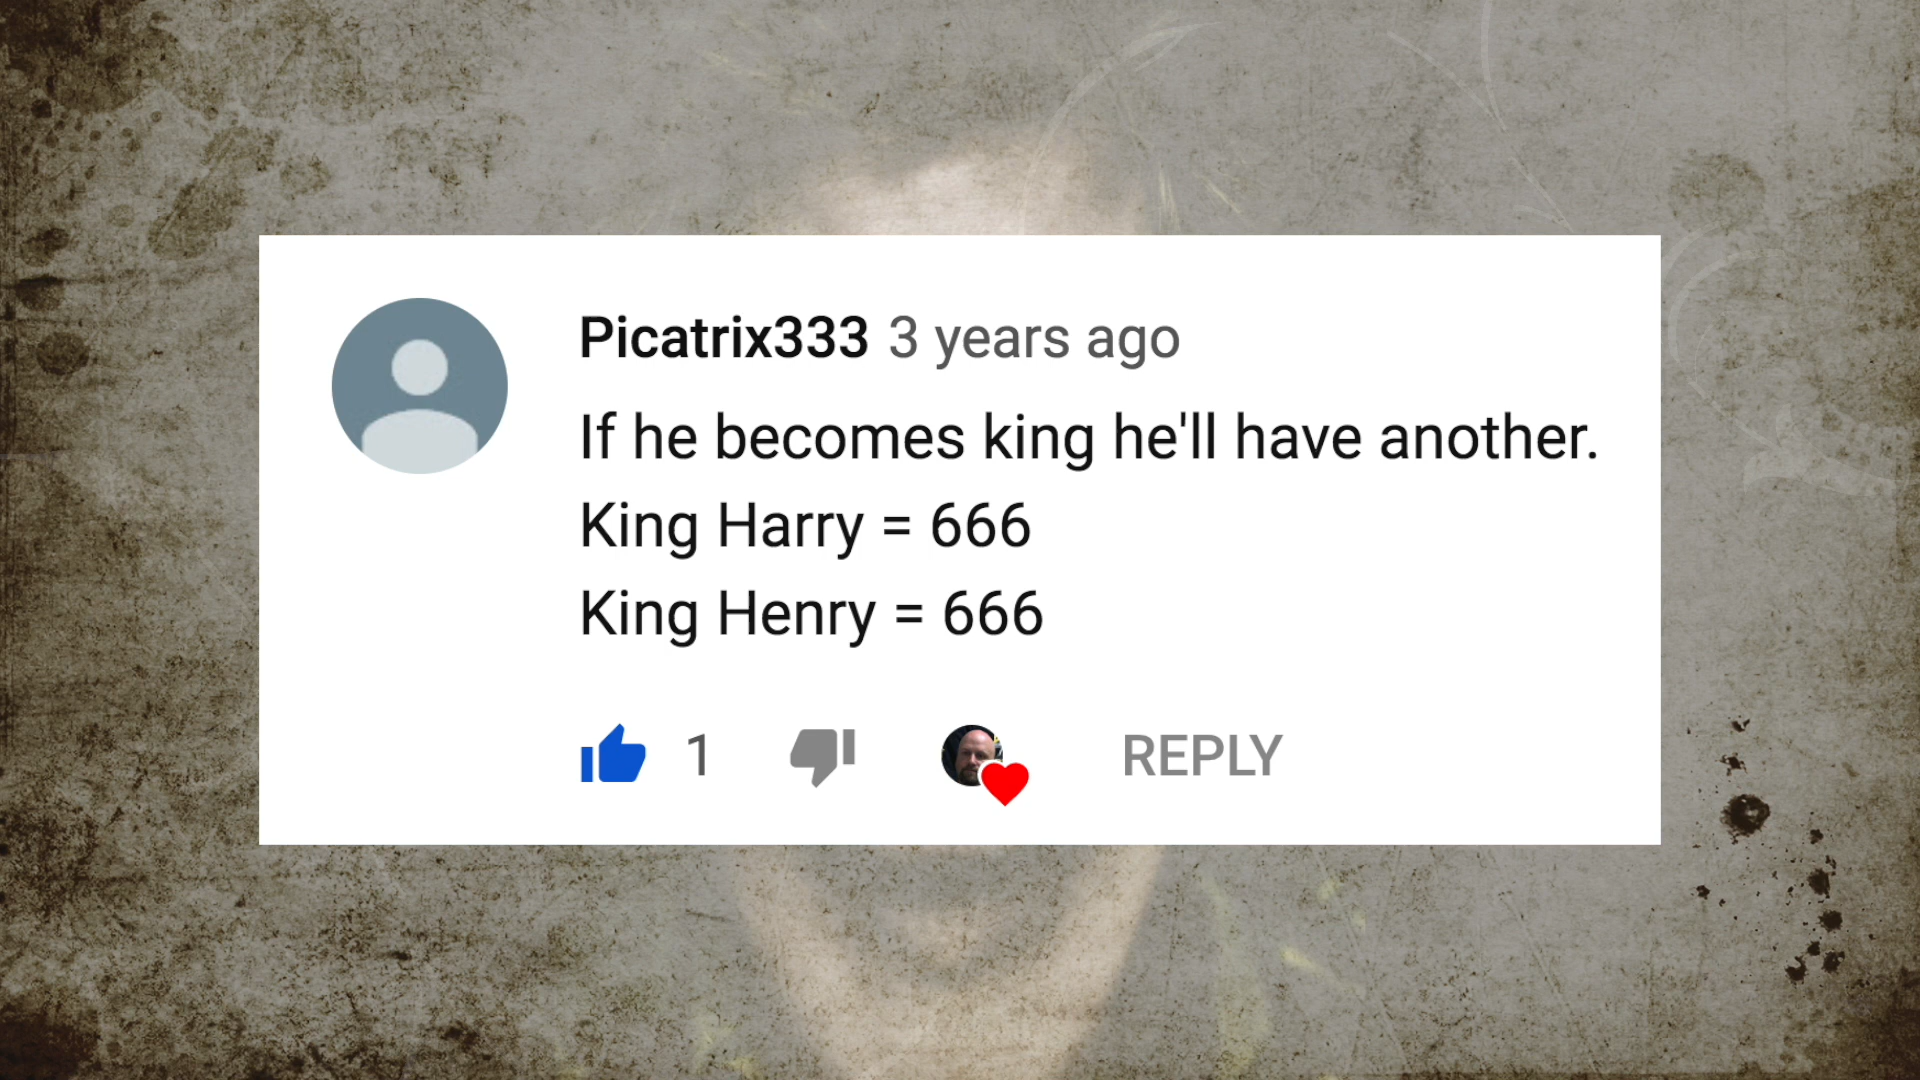 Picatrix333 3 years ago
If he becomes king he'll have another.
King Harry = 666
King Henry = 666
1 REPLY